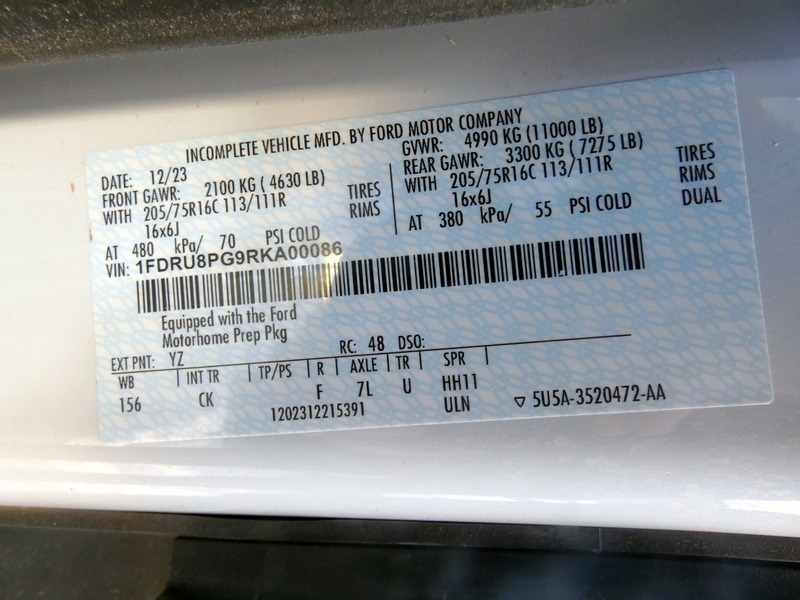 INCOMPLETE VEHICLE MFD. BY FORD MOTOR COMPANY
DATE: 12/23
FRONT GAWR: 2100 KG ( 4630 LB)
WITH 205/75R16C 113/111R TIRES
16x6J RIMS
AT 480 kPa/ 70 PSI COLD
GVWR: 4990 KG (11000 LB)
REAR GAWR: 3300 KG ( 7275 LB)
WITH 205/75R16C 113/111R TIRES
16x6J RIMS
AT 380 kPa/ 55 PSI COLD DUAL
VIN: 1FDRU8PG9RKA00086
Equipped with the Ford
Motorhome Prep Pkg
EXT PNT: YZ RC: 48 DSO:
WB INT TR TP/PS R AXLE TR SPR
156 CK F 7L U HH11
1202312215391 ULN ▽ 5U5A-3520472-AA